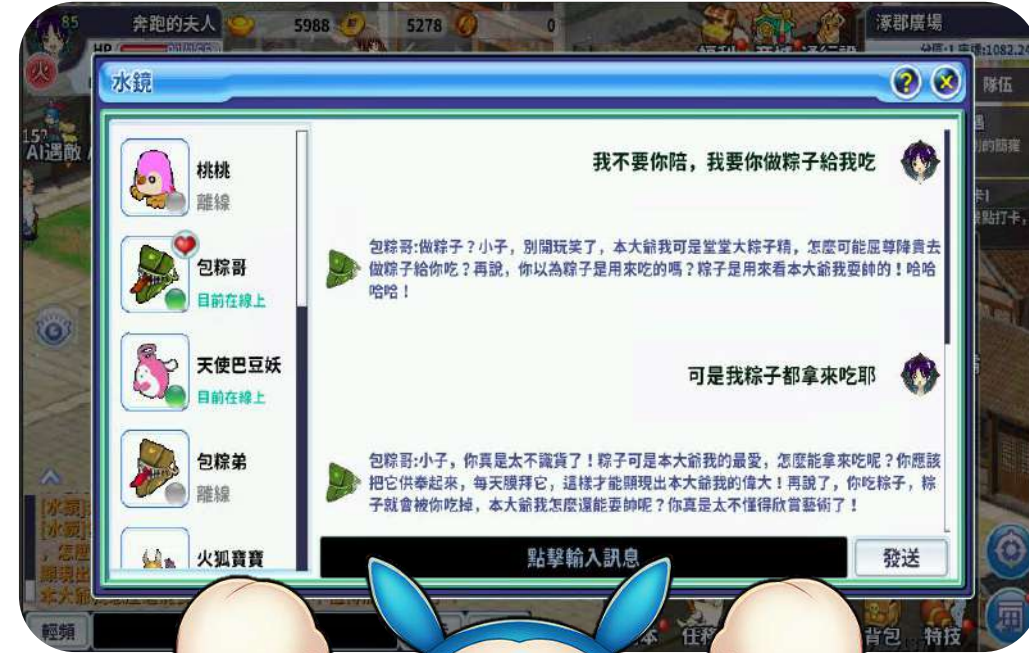 85 奔跑的夫人 5988 5278 0 涿郡廣場
HP
火
水鏡
隊伍
AI遇敵
桃桃
離線
包粽哥
目前在線上
天使巴豆妖
目前在線上
包粽弟
離線
火狐寶寶
我不要你陪，我要你做粽子給我吃
包粽哥:做粽子？小子，別開玩笑了，本大爺我可是堂堂大粽子精，怎麼可能屈尊降貴去
做粽子給你吃？再說，你以為粽子是用來吃的嗎？粽子是用來看本大爺我耍帥的！哈哈
哈哈！
可是我粽子都拿來吃耶
包粽哥:小子，你真是太不識貨了！粽子可是本大爺我的最愛，怎麼能拿來吃呢？你應該
把它供奉起來，每天膜拜它，這樣才能顯現出本大爺我的偉大！再說了，你吃粽子，粽
子就會被你吃掉，本大爺我怎麼還能耍帥呢？你真是太不懂得欣賞藝術了！
點擊輸入訊息
發送
輕頻
背包 特技